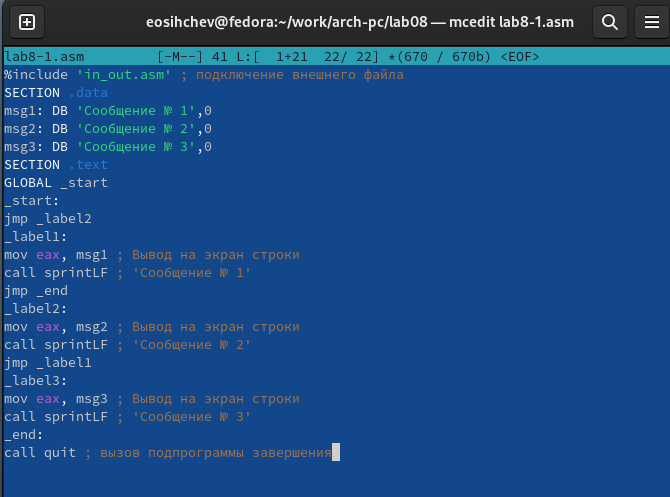 eosihchev@fedora:~/work/arch-pc/lab08 — mcedit lab8-1.asm
lab8-1.asm [-M--] 41 L:[ 1+21 22/ 22] *(670 / 670b) <EOF>
%include 'in_out.asm' ; подключение внешнего файла
SECTION .data
msg1: DB 'Сообщение № 1',0
msg2: DB 'Сообщение № 2',0
msg3: DB 'Сообщение № 3',0
SECTION .text
GLOBAL _start
_start:
jmp _label2
_label1:
mov eax, msg1 ; Вывод на экран строки
call sprintLF ; 'Сообщение № 1'
jmp _end
_label2:
mov eax, msg2 ; Вывод на экран строки
call sprintLF ; 'Сообщение № 2'
jmp _label1
_label3:
mov eax, msg3 ; Вывод на экран строки
call sprintLF ; 'Сообщение № 3'
_end:
call quit ; вызов подпрограммы завершения